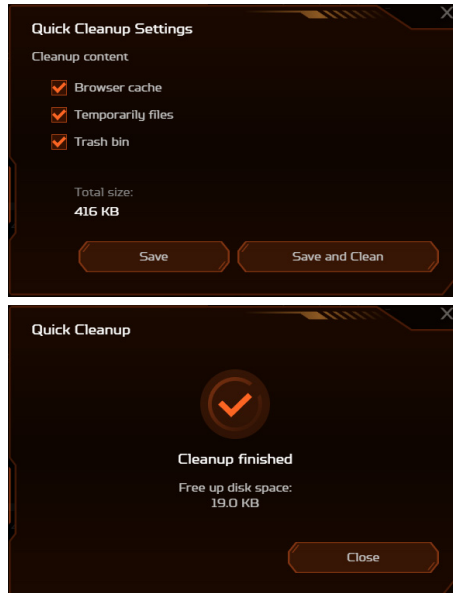 Quick Cleanup Settings
Cleanup content
Browser cache
Temporarily files
Trash bin
Total size:
416 KB
Save
Save and Clean
Quick Cleanup
Cleanup finished
Free up disk space:
19.0 KB
Close